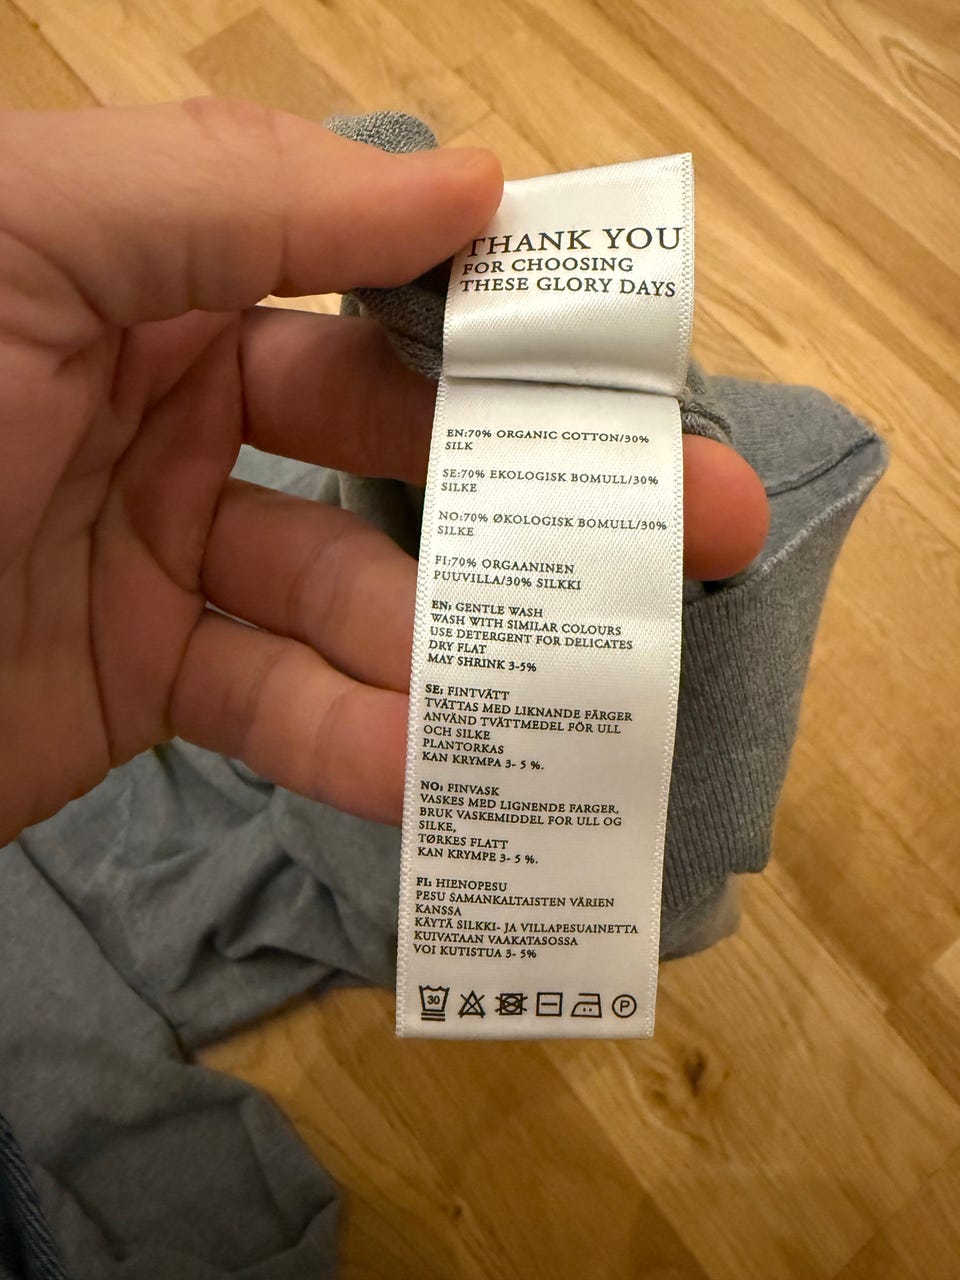 THANK YOU
FOR CHOOSING
THESE GLORY DAYS
EN:70% ORGANIC COTTON/30%
SILK
SE:70% EKOLOGISK BOMULL/30%
SILKE
NO:70% ØKOLOGISK BOMULL/30%
SILKE
FI:70% ORGAANINEN
PUUVILLA/30% SILKKI
EN: GENTLE WASH
WASH WITH SIMILAR COLOURS
USE DETERGENT FOR DELICATES
DRY FLAT
MAY SHRINK 3-5%
SE: FINTVÄTT
TVÄTTAS MED LIKNANDE FÄRGER
ANVÄND TVÄTTMEDEL FÖR ULL
OCH SILKE
PLANTORKAS
KAN KRYMPA 3- 5 %.
NO: FINVASK
VASKES MED LIGNENDE FARGER,
BRUK VASKEMIDDEL FOR ULL OG
SILKE,
TØRKES FLATT
KAN KRYMPE 3- 5 %.
FI: HIENOPESU
PESU SAMANKALTAISTEN VÄRIEN
KANSSA
KÄYTÄ SILKKI- JA VILLAPESUAINETTA
KUIVATAAN VAAKATASOSSA
VOI KUTISTUA 3- 5%
30 P